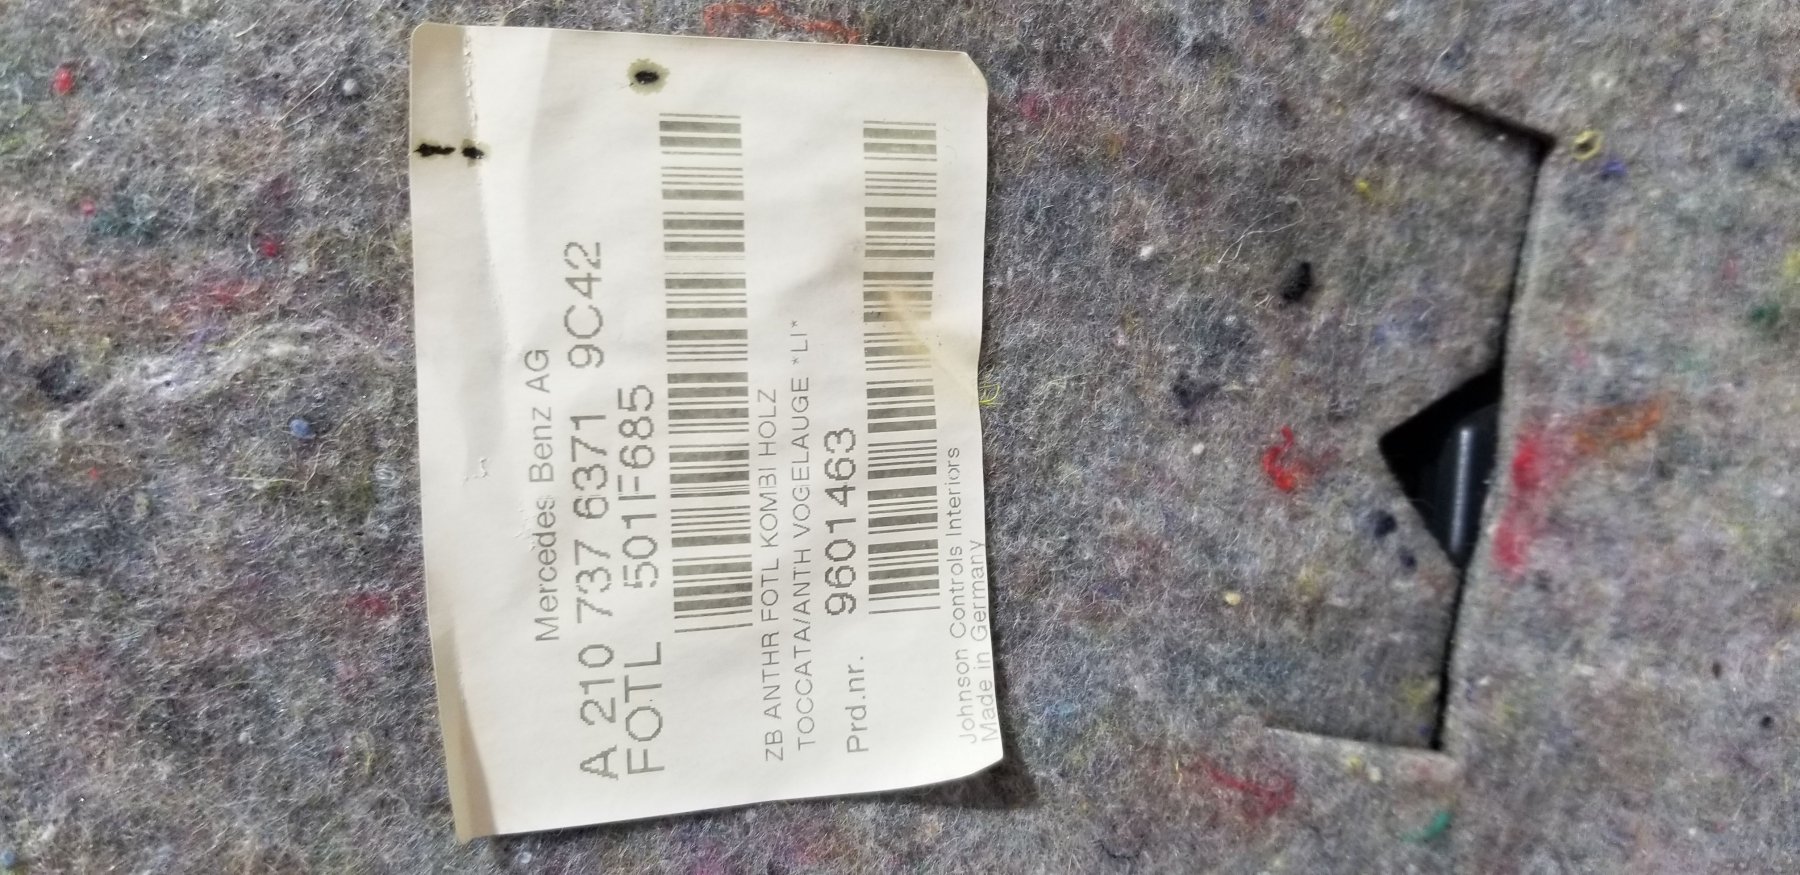 Mercedes Benz AG
A 210 737 6371 9C42
FOTL 501F685
ZB ANTHR FOTL KOMBI HOLZ
TOCCATA/ANTH VOGELAUGE *LI*
Prd.nr. 9601463
Johnson Controls Interiors
Made in Germany